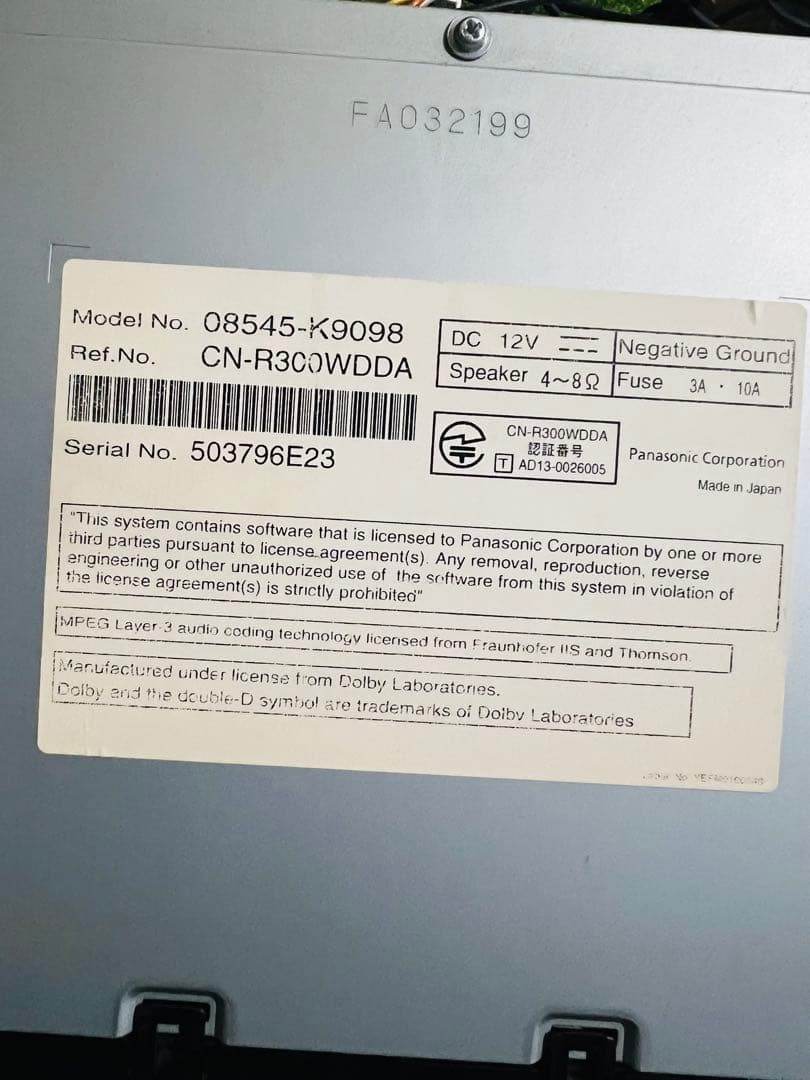 FA032199
Model No. 08545-K9098
Ref.No. CN-R300WDDA
Serial No. 503796E23
DC 12V
Negative Ground
Speaker 4~8Ω
Fuse 3A · 10A
CN-R300WDDA
認証番号
T AD13-0026005
Panasonic Corporation
Made in Japan
"This system contains software that is licensed to Panasonic Corporation by one or more
third parties pursuant to license agreement(s). Any removal, reproduction, reverse
engineering or other unauthorized use of the software from this system in violation of
the license agreement(s) is strictly prohibited"
MPEG Layer-3 audio coding technology licensed from Fraunhofer IIS and Thomson.
Manufactured under license from Dolby Laboratories.
Dolby and the double-D symbol are trademarks of Dolby Laboratories